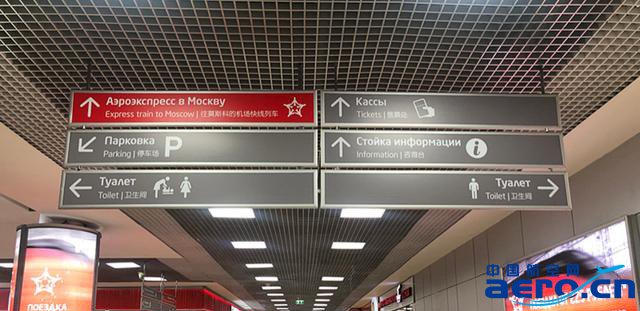 Аэроэкспресс в Москву
Express train to Moscow | 往莫斯科的机场快线列车
Парковка
Parking | 停车场
P
Туалет
Toilet | 卫生间
Кассы
Tickets | 售票处
Стойка информации
Information | 咨询台
i
Туалет
Toilet | 卫生间
ПОЕЗДКА
中国航空网
aero.cn